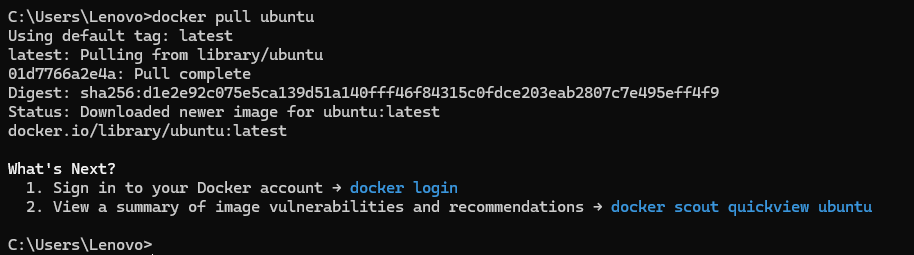 C:\Users\Lenovo>docker pull ubuntu
Using default tag: latest
latest: Pulling from library/ubuntu
01d7766a2e4a: Pull complete
Digest: sha256:d1e2e92c075e5ca139d51a140fff46f84315c0fdce203eab2807c7e495eff4f9
Status: Downloaded newer image for ubuntu:latest
docker.io/library/ubuntu:latest
What's Next?
1. Sign in to your Docker account → docker login
2. View a summary of image vulnerabilities and recommendations → docker scout quickview ubuntu
C:\Users\Lenovo>